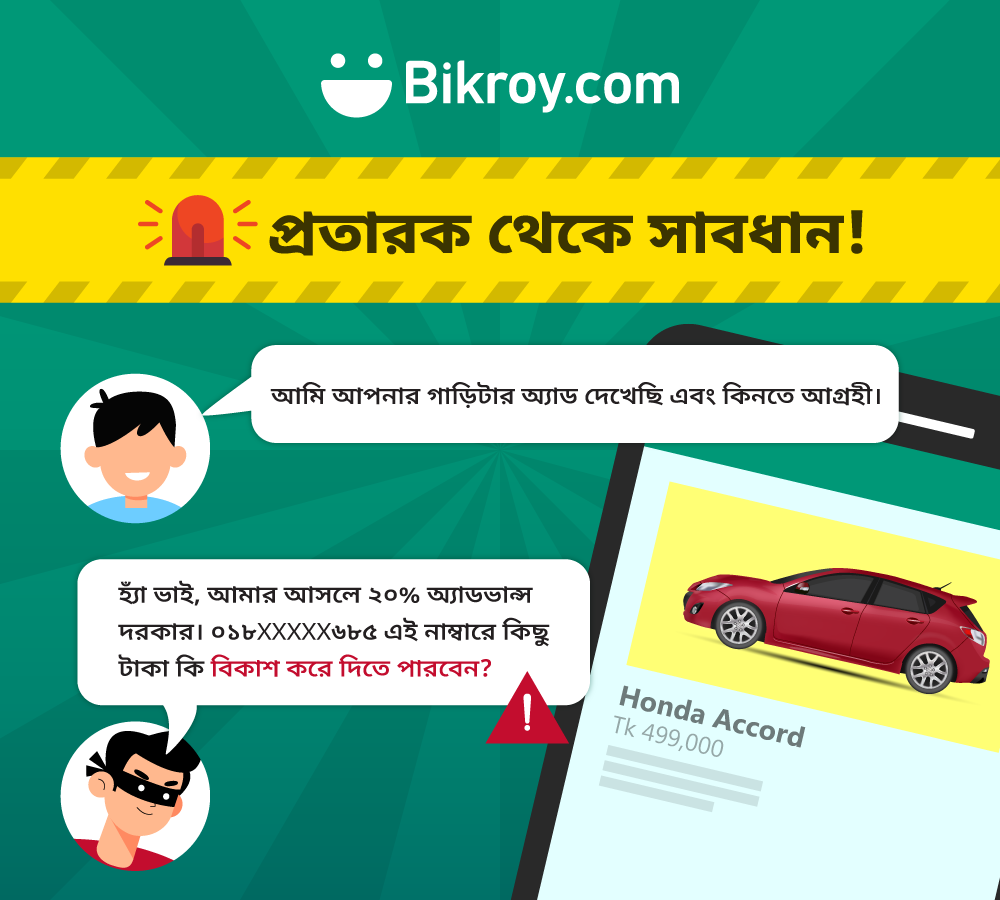 Bikroy.com
প্রতারক থেকে সাবধান!
আমি আপনার গাড়িটার অ্যাড দেখেছি এবং কিনতে আগ্রহী।
হ্যাঁ ভাই, আমার আসলে ২০% অ্যাডভান্স
দরকার। ০১৮XXXXX৬৮৫ এই নাম্বারে কিছু
টাকা কি বিকাশ করে দিতে পারবেন?
!
Honda Accord
Tk 499,000